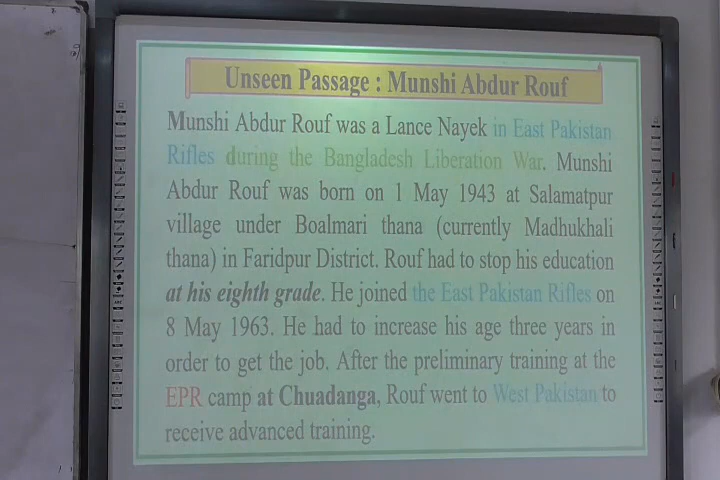 Unseen Passage : Munshi Abdur Rouf
Munshi Abdur Rouf was a Lance Nayek in East Pakistan
Rifles during the Bangladesh Liberation War. Munshi
Abdur Rouf was born on 1 May 1943 at Salamatpur
village under Boalmari thana (currently Madhukhali
thana) in Faridpur District. Rouf had to stop his education
at his eighth grade. He joined the East Pakistan Rifles on
8 May 1963. He had to increase his age three years in
order to get the job. After the preliminary training at the
EPR camp at Chuadanga, Rouf went to West Pakistan to
receive advanced training.